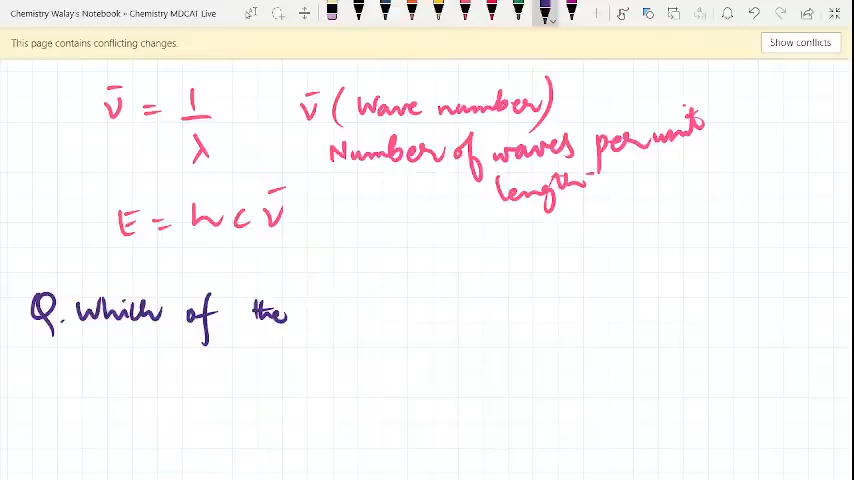 Chemistry Walay's Notebook » Chemistry MDCAT Live
This page contains conflicting changes.
Show conflicts
ν̄ = 1/λ
ν̄ (Wave number)
Number of waves per unit
length
E = h c ν̄
Q. Which of the